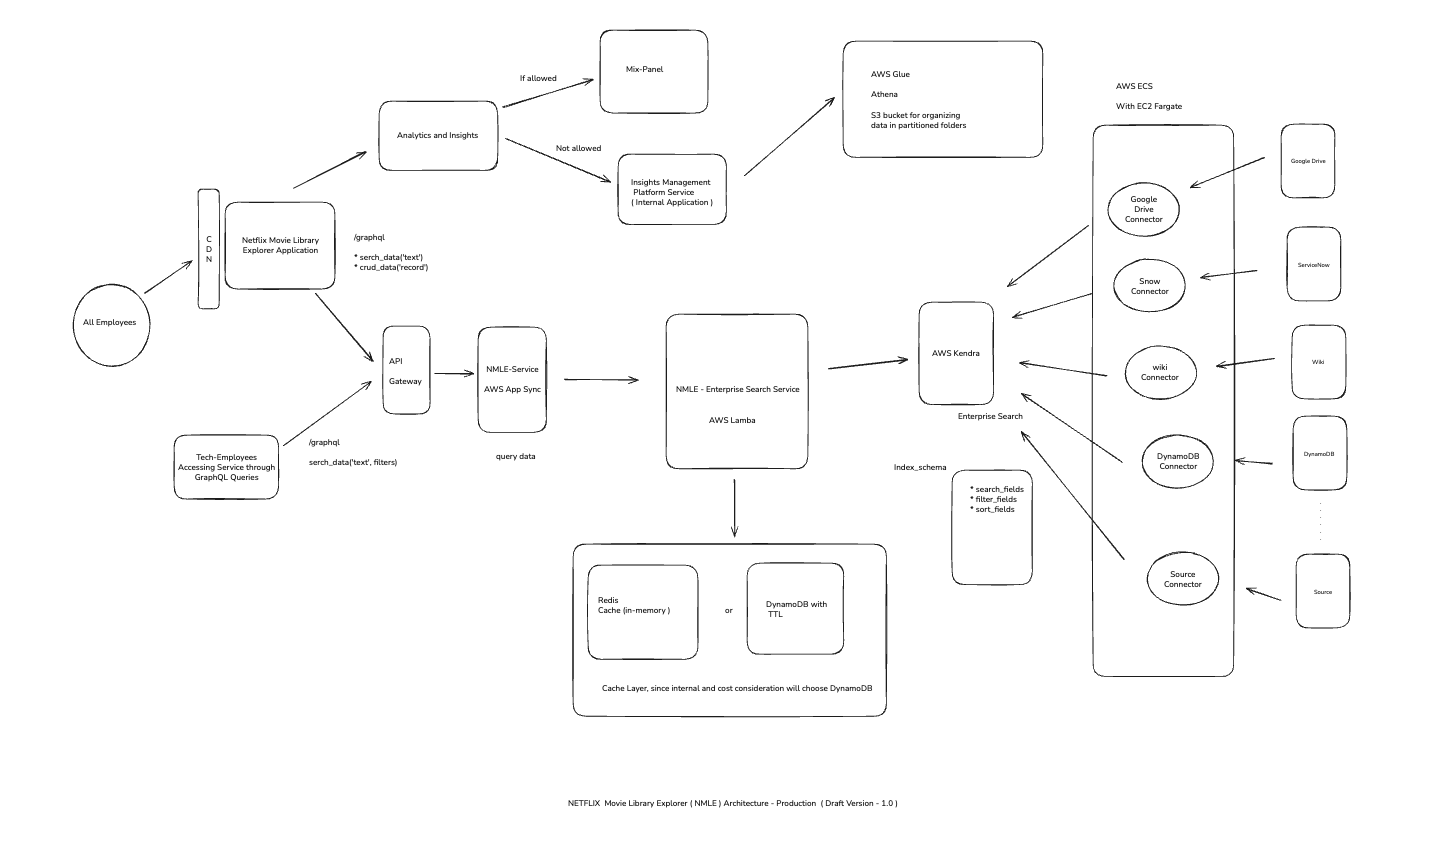 Mix-Panel
If allowed
AWS Glue
Athena
S3 bucket for organizing
data in partitioned folders
AWS ECS
With EC2 Fargate
Analytics and Insights
Not allowed
Insights Management
Platform Service
( Internal Application )
Google Drive
Google
Drive
Connector
C
D
N
Netflix Movie Library
Explorer Application
/graphql
* serch_data('text')
* crud_data('record')
ServiceNow
Snow
Connector
All Employees
API
Gateway
NMLE-Service
AWS App Sync
query data
NMLE - Enterprise Search Service
AWS Lamba
AWS Kendra
Enterprise Search
wiki
Connector
Wiki
/graphql
serch_data('text', filters)
Tech-Employees
Accessing Service through
GraphQL Queries
Index_schema
* search_fields
* filter_fields
* sort_fields
DynamoDB
Connector
DynamoDB
Source
Connector
Source
Redis
Cache (in-memory )
or
DynamoDB with
TTL
Cache Layer, since internal and cost consideration will choose DynamoDB
NETFLIX Movie Library Explorer ( NMLE ) Architecture - Production ( Draft Version - 1.0 )